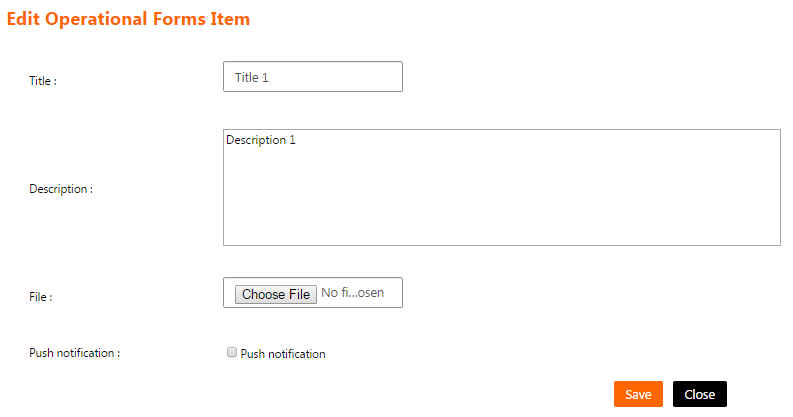 Edit Operational Forms Item
Title :
Title 1
Description :
Description 1
File :
Choose File No fi...osen
Push notification :
Push notification
Save Close